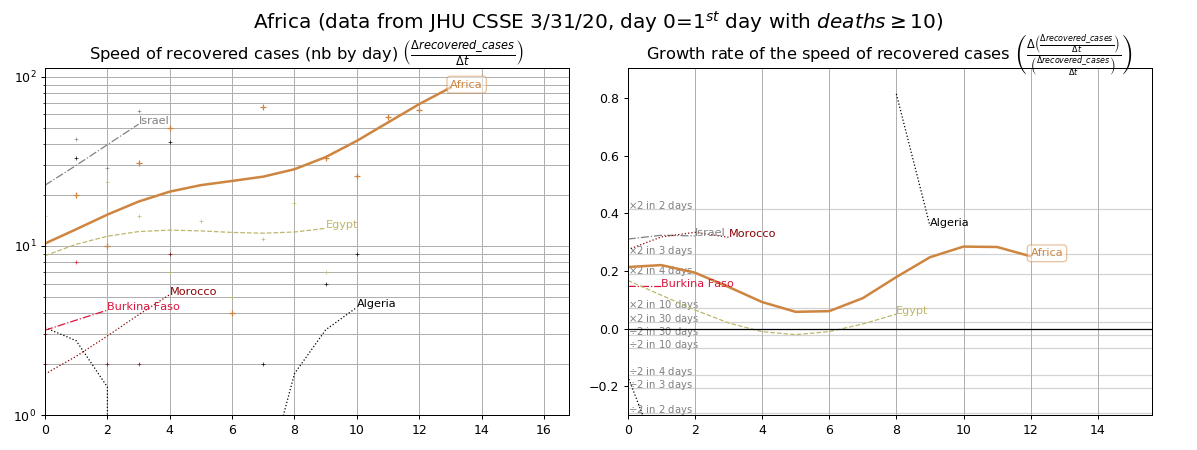 Africa (data from JHU CSSE 3/31/20, day 0=1st day with deaths ≥ 10)
Speed of recovered cases (nb by day) (Δrecovered_cases/Δt)
10²
10¹
10⁰
0 2 4 6 8 10 12 14 16
Africa
Israel
Egypt
Morocco
Burkina Faso
Algeria
Growth rate of the speed of recovered cases (Δ(Δrecovered_cases/Δt)/(Δrecovered_cases/Δt))
0.8
0.6
0.4
0.2
0.0
−0.2
0 2 4 6 8 10 12 14
×2 in 2 days
×2 in 3 days
×2 in 4 days
×2 in 10 days
×2 in 30 days
÷2 in 30 days
÷2 in 10 days
÷2 in 4 days
÷2 in 3 days
÷2 in 2 days
Algeria
Israel
Morocco
Africa
Burkina Faso
Egypt